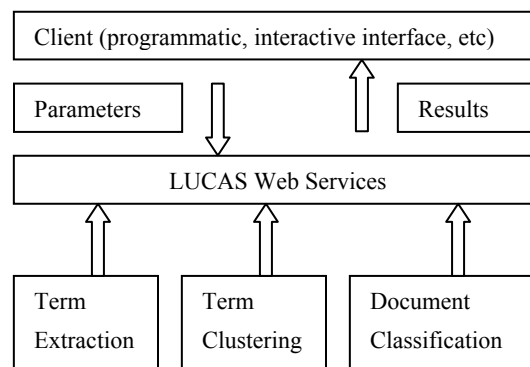 Client (programmatic, interactive interface, etc)
Parameters
Results
LUCAS Web Services
Term
Extraction
Term
Clustering
Document
Classification